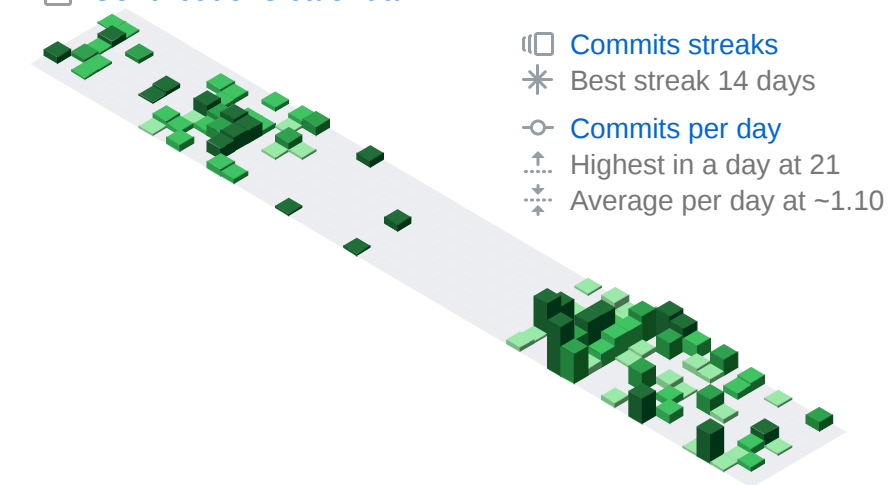 Commits streaks
Best streak 14 days
Commits per day
Highest in a day at 21
Average per day at ~1.10